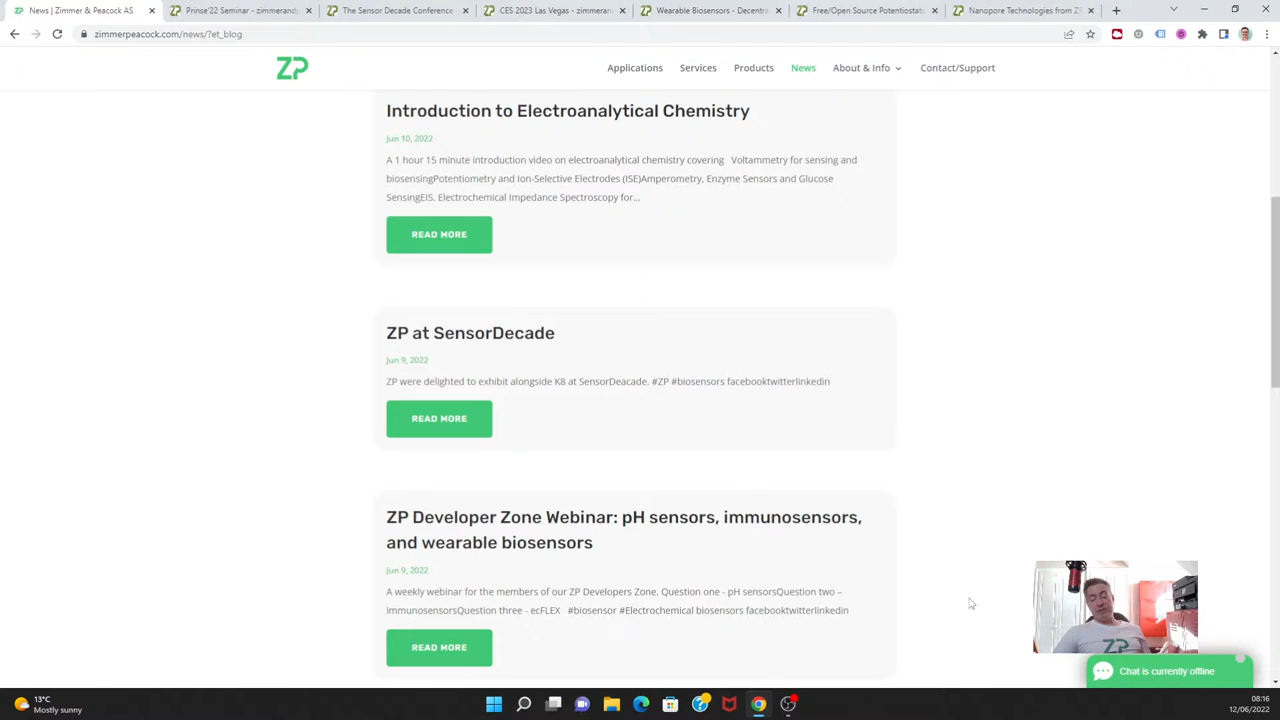 News | Zimmer & Peacock AS
Prinse'22 Seminar - zimmerand
The Sensor Decade Conference
CES 2023 Las Vegas - zimmeran
Wearable Biosensors - Decentra
Free/Open Source Potentiostats
Nanopore Technologies from Z
zimmerpeacock.com/news/?et_blog
ZP
Applications
Services
Products
News
About & Info
Contact/Support
Introduction to Electroanalytical Chemistry
Jun 10, 2022
A 1 hour 15 minute introduction video on electroanalytical chemistry covering Voltammetry for sensing and
biosensingPotentiometry and Ion-Selective Electrodes (ISE)Amperometry, Enzyme Sensors and Glucose
SensingEIS. Electrochemical Impedance Spectroscopy for...
READ MORE
ZP at SensorDecade
Jun 9, 2022
ZP were delighted to exhibit alongside K8 at SensorDeacade. #ZP #biosensors facebooktwitterlinkedin
READ MORE
ZP Developer Zone Webinar: pH sensors, immunosensors,
and wearable biosensors
Jun 9, 2022
A weekly webinar for the members of our ZP Developers Zone. Question one - pH sensorsQuestion two –
immunosensorsQuestion three - ecFLEX #biosensor #Electrochemical biosensors facebooktwitterlinkedin
READ MORE
ZP
Chat is currently offline
13°C
Mostly sunny
08:16
12/06/2022